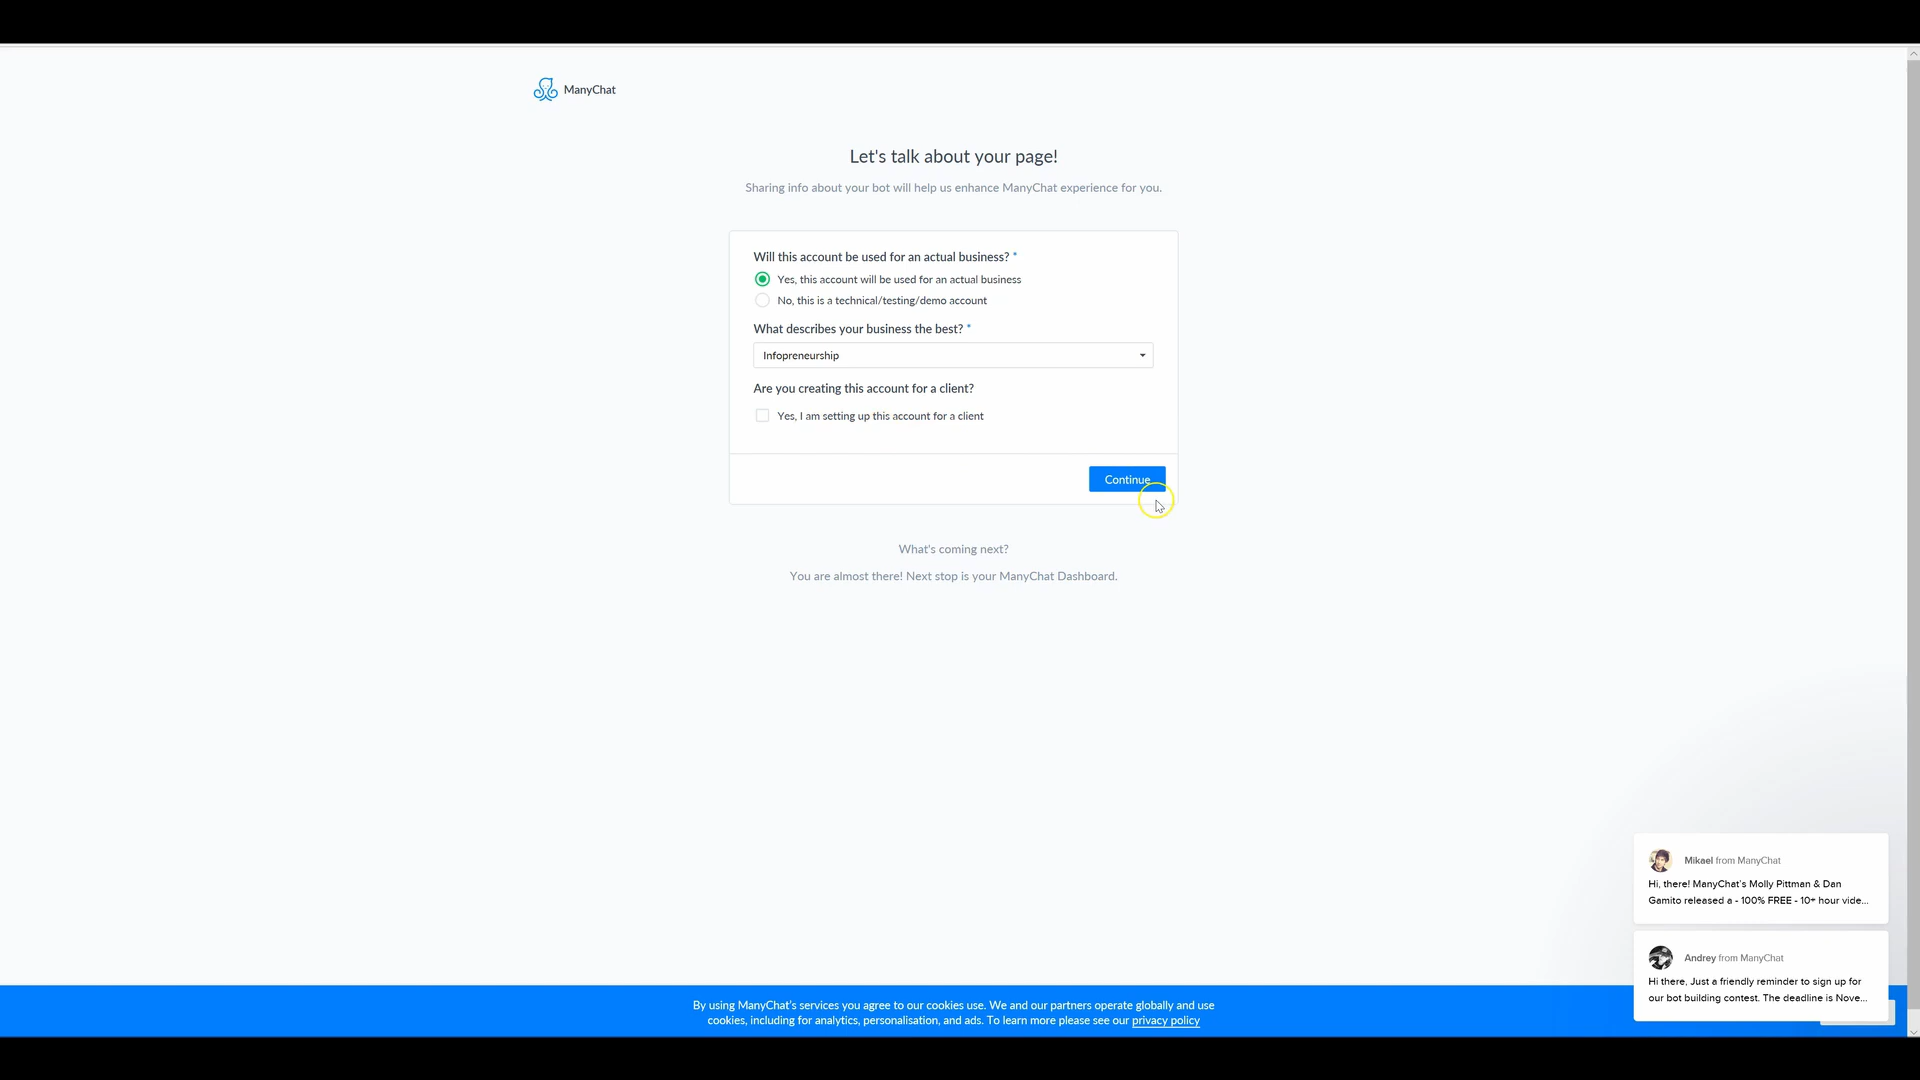 ManyChat
Let's talk about your page!
Sharing info about your bot will help us enhance ManyChat experience for you.
Will this account be used for an actual business? *
Yes, this account will be used for an actual business
No, this is a technical/testing/demo account
What describes your business the best? *
Infopreneurship
Are you creating this account for a client?
Yes, I am setting up this account for a client
Continue
What's coming next?
You are almost there! Next stop is your ManyChat Dashboard.
Mikael from ManyChat
Hi, there! ManyChat's Molly Pittman & Dan
Gamito released a - 100% FREE - 10+ hour vide...
Andrey from ManyChat
Hi there, Just a friendly reminder to sign up for
our bot building contest. The deadline is Nove...
By using ManyChat's services you agree to our cookies use. We and our partners operate globally and use
cookies, including for analytics, personalisation, and ads. To learn more please see our privacy policy